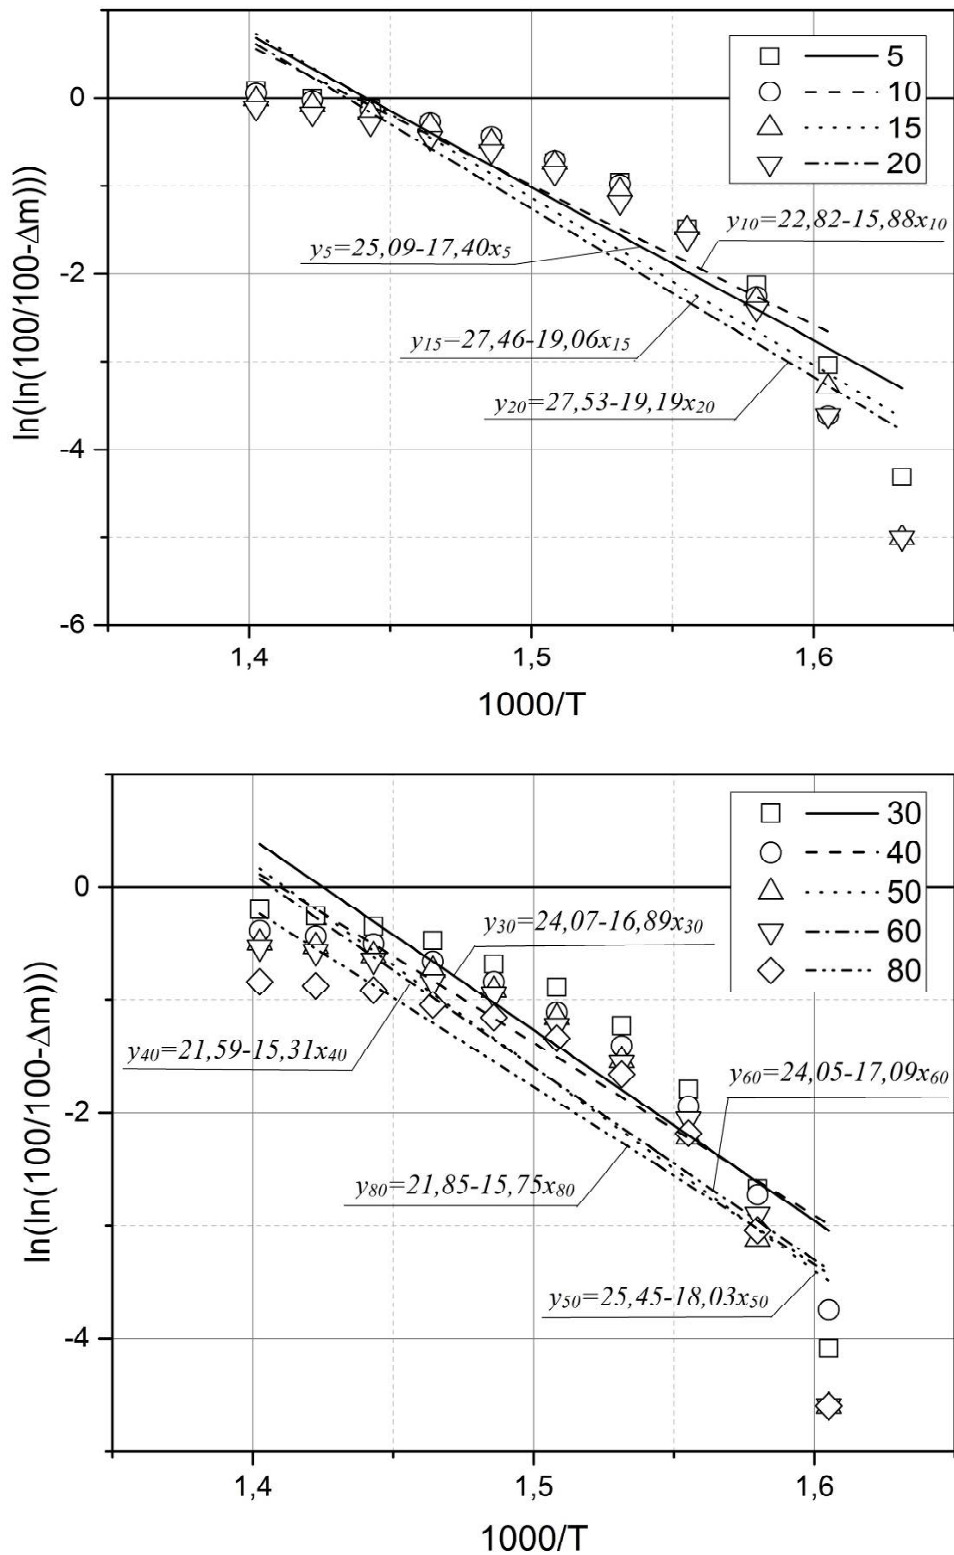 0
-2
-4
-6
ln(ln(100/100-Δm)))
5
10
15
20
y10=22,82-15,88x10
y5=25,09-17,40x5
y15=27,46-19,06x15
y20=27,53-19,19x20
1,4 1,5 1,6
1000/T
0
-2
-4
ln(ln(100/100-Δm)))
30
40
50
60
80
y30=24,07-16,89x30
y40=21,59-15,31x40
y60=24,05-17,09x60
y80=21,85-15,75x80
y50=25,45-18,03x50
1,4 1,5 1,6
1000/T